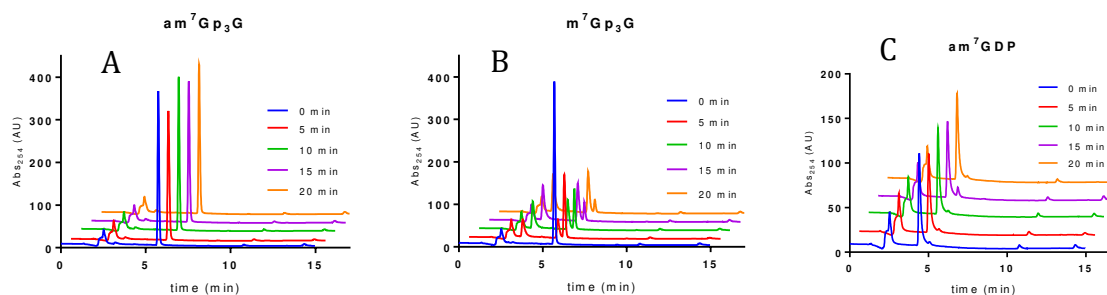 am⁷Gp₃G
A
400
300
200
100
0
Abs₂₅₄ (AU)
0 min
5 min
10 min
15 min
20 min
0 5 10 15
time (min)
m⁷Gp₃G
B
400
300
200
100
0
Abs₂₅₄ (AU)
0 min
5 min
10 min
15 min
20 min
0 5 10 15
time (min)
am⁷GDP
C
200
150
100
50
0
Abs₂₅₄ (AU)
0 min
5 min
10 min
15 min
20 min
0 5 10 15
time (min)